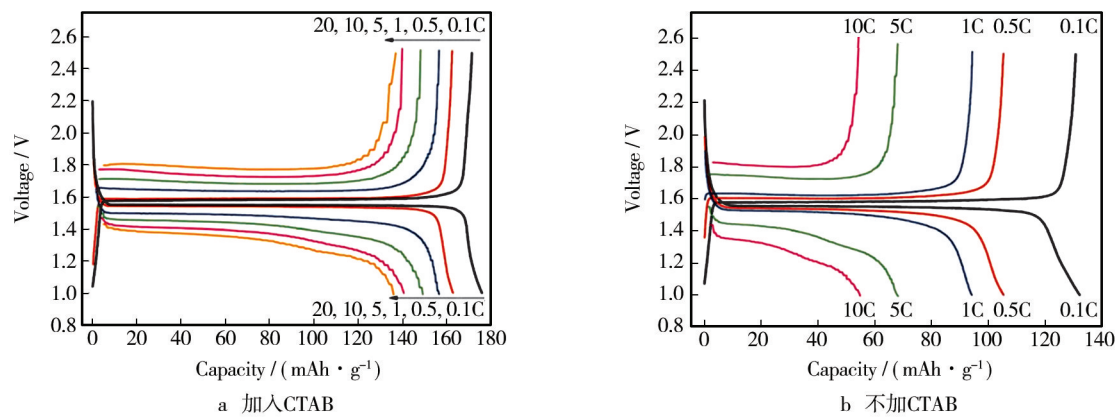 20, 10, 5, 1, 0.5, 0.1C
2.6
2.4
2.2
2.0
1.8
1.6
1.4
1.2
1.0
0.8
Voltage / V
20, 10, 5, 1, 0.5, 0.1C
0 20 40 60 80 100 120 140 160 180
Capacity / (mAh · g⁻¹)
a 加入CTAB
10C 5C 1C 0.5C 0.1C
2.6
2.4
2.2
2.0
1.8
1.6
1.4
1.2
1.0
0.8
Voltage / V
10C 5C 1C 0.5C 0.1C
0 20 40 60 80 100 120 140
Capacity / (mAh · g⁻¹)
b 不加CTAB